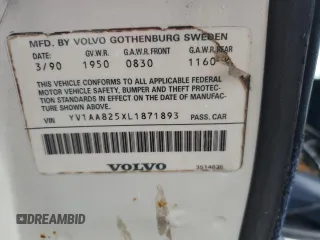 MFD. BY VOLVO GOTHENBURG SWEDEN
DATE: GV.W.R. G.A.W.R. FRONT G.A.W.R. REAR
3/90 1950 0830 1160
THIS VEHICLE CONFORMS TO ALL APPLICABLE FEDERAL
MOTOR VEHICLE SAFETY, BUMPER AND THEFT PROTEC-
TION STANDARDS IN EFFECT ON THE DATE OF
MANUFACTURE SHOWN ABOVE.
VIN YV1AA825XL1871893 PASS. CAR
VOLVO
DREAMBID